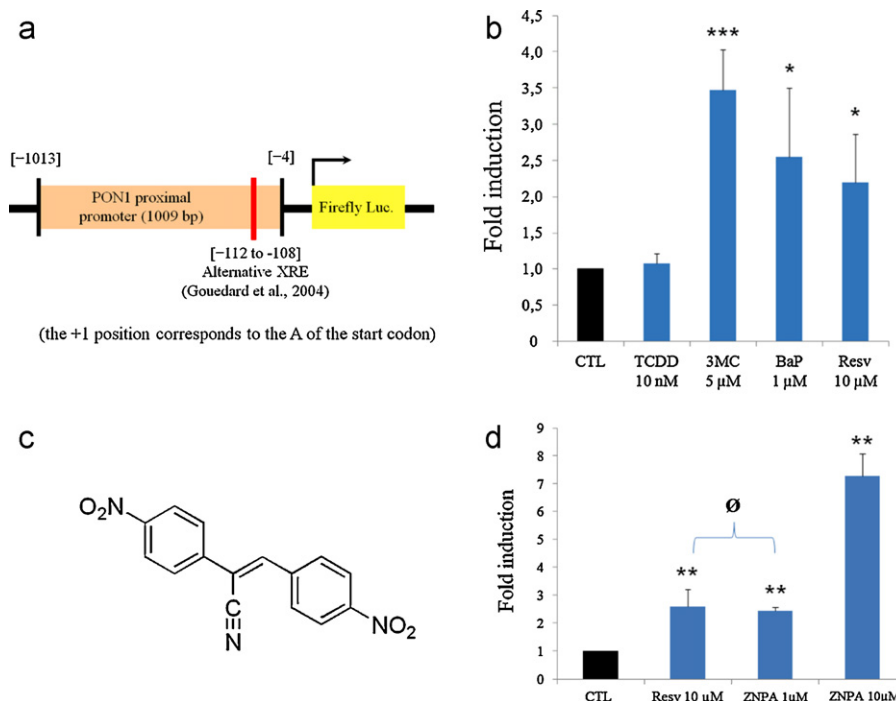 a
[−1013]
[−4]
PON1 proximal
promoter (1009 bp)
Firefly Luc.
[−112 to -108]
Alternative XRE
(Gouedard et al., 2004)
(the +1 position corresponds to the A of the start codon)
b
Fold induction
4,5
4,0
3,5
3,0
2,5
2,0
1,5
1,0
0,5
0
***
*
*
CTL
TCDD
10 nM
3MC
5 µM
BaP
1 µM
Resv
10 µM
c
O₂N
C
N
NO₂
d
Fold induction
9
8
7
6
5
4
3
2
1
0
**
**
Ø
**
CTL
Resv 10 µM
ZNPA 1µM
ZNPA 10µM